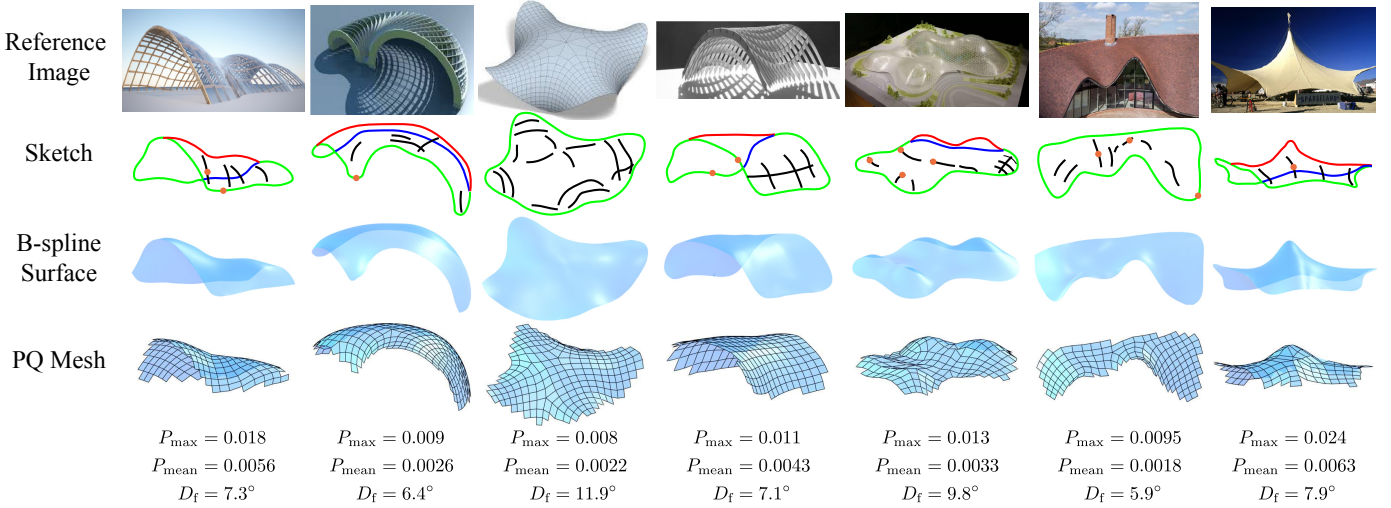 Reference
Image
Sketch
B-spline
Surface
PQ Mesh
P_max = 0.018 P_max = 0.009 P_max = 0.008 P_max = 0.011 P_max = 0.013 P_max = 0.0095 P_max = 0.024
P_mean = 0.0056 P_mean = 0.0026 P_mean = 0.0022 P_mean = 0.0043 P_mean = 0.0033 P_mean = 0.0018 P_mean = 0.0063
D_f = 7.3° D_f = 6.4° D_f = 11.9° D_f = 7.1° D_f = 9.8° D_f = 5.9° D_f = 7.9°